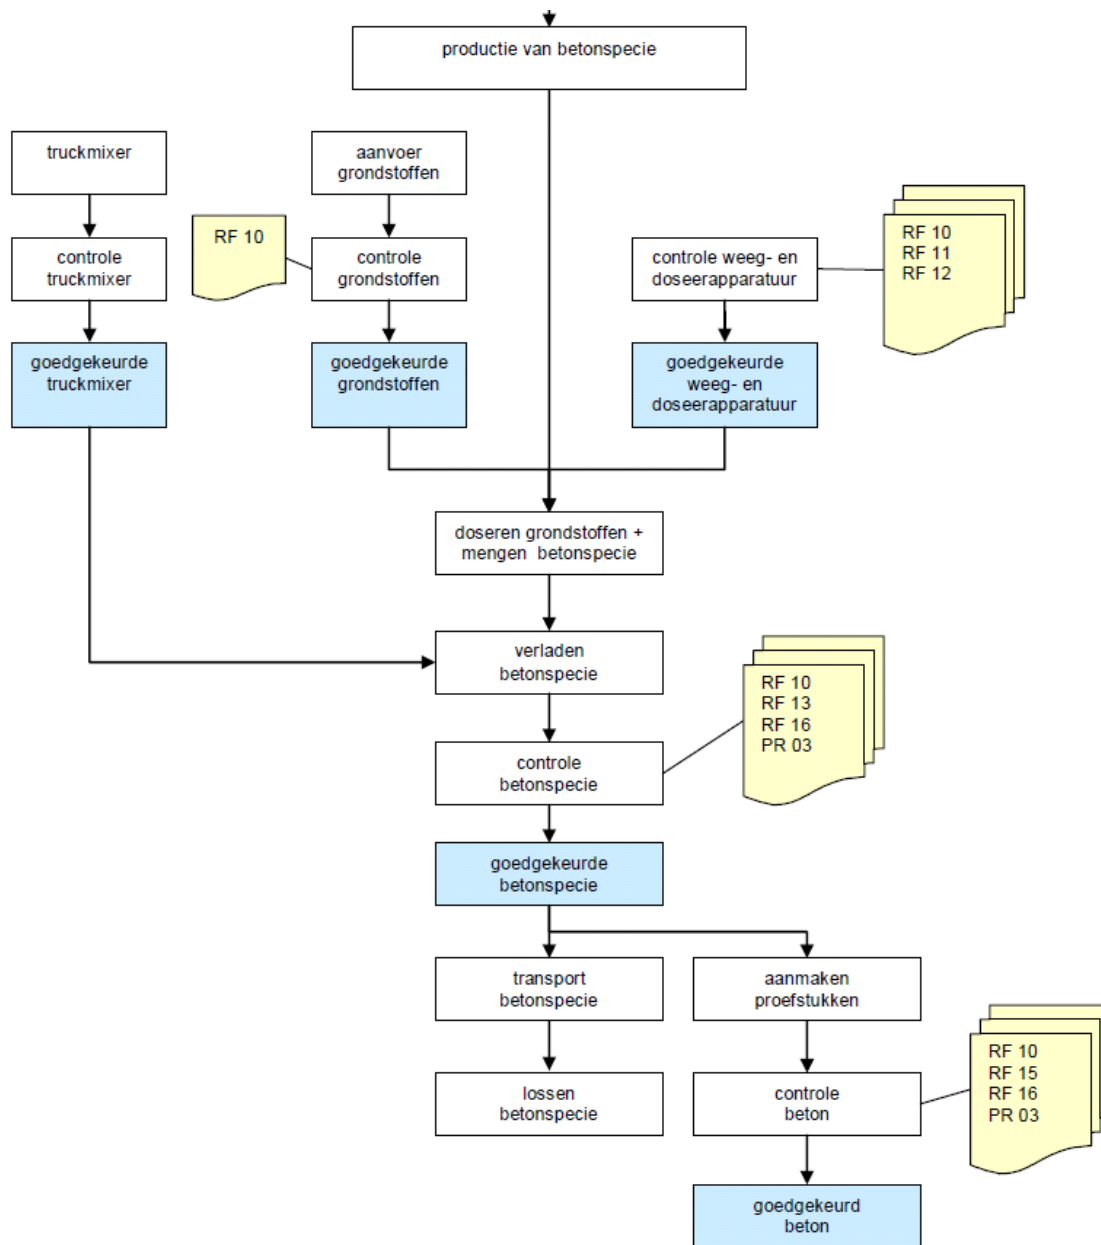 productie van betonspecie
truckmixer
aanvoer
grondstoffen
RF 10
controle
truckmixer
controle
grondstoffen
controle weeg- en
doseerapparatuur
RF 10
RF 11
RF 12
goedgekeurde
truckmixer
goedgekeurde
grondstoffen
goedgekeurde
weeg- en
doseerapparatuur
doseren grondstoffen +
mengen betonspecie
verladen
betonspecie
RF 10
RF 13
RF 16
PR 03
controle
betonspecie
goedgekeurde
betonspecie
transport
betonspecie
aanmaken
proefstukken
RF 10
RF 15
RF 16
PR 03
lossen
betonspecie
controle
beton
goedgekeurd
beton